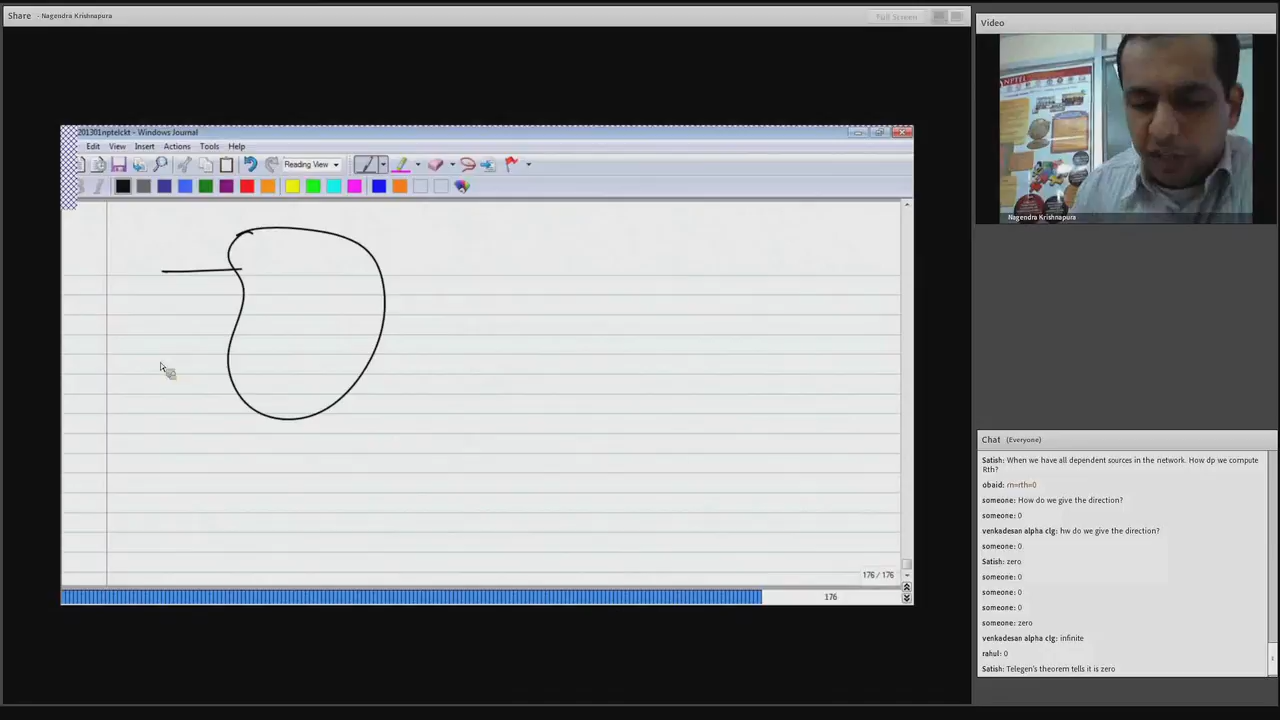 Share - Nagendra Krishnapura
Full Screen
Video
NPTEL
Nagendra Krishnapura
201301nptelckt - Windows Journal
Edit View Insert Actions Tools Help
Reading View
176 / 176
176
Chat (Everyone)
Satish: When we have all dependent sources in the network. How dp we compute
Rth?
obaid: rn=rth=0
someone: How do we give the direction?
someone: 0
venkadesan alpha clg: hw do we give the direction?
someone: 0
Satish: zero
someone: 0
someone: 0
someone: 0
someone: zero
venkadesan alpha clg: infinite
rahul: 0
Satish: Telegen's theorem tells it is zero